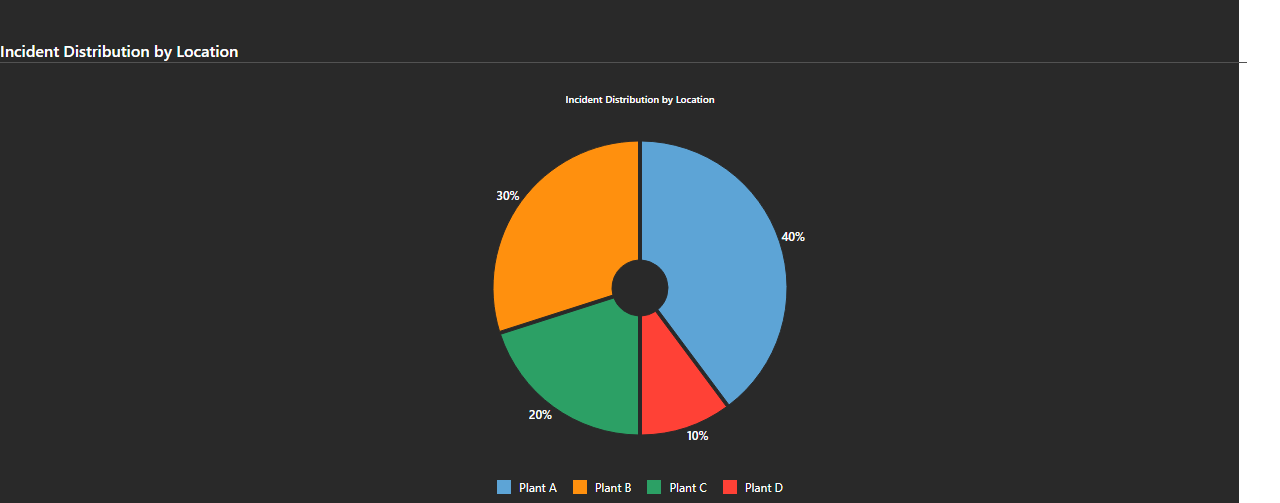 Incident Distribution by Location
Incident Distribution by Location
30%
40%
20%
10%
Plant A Plant B Plant C Plant D